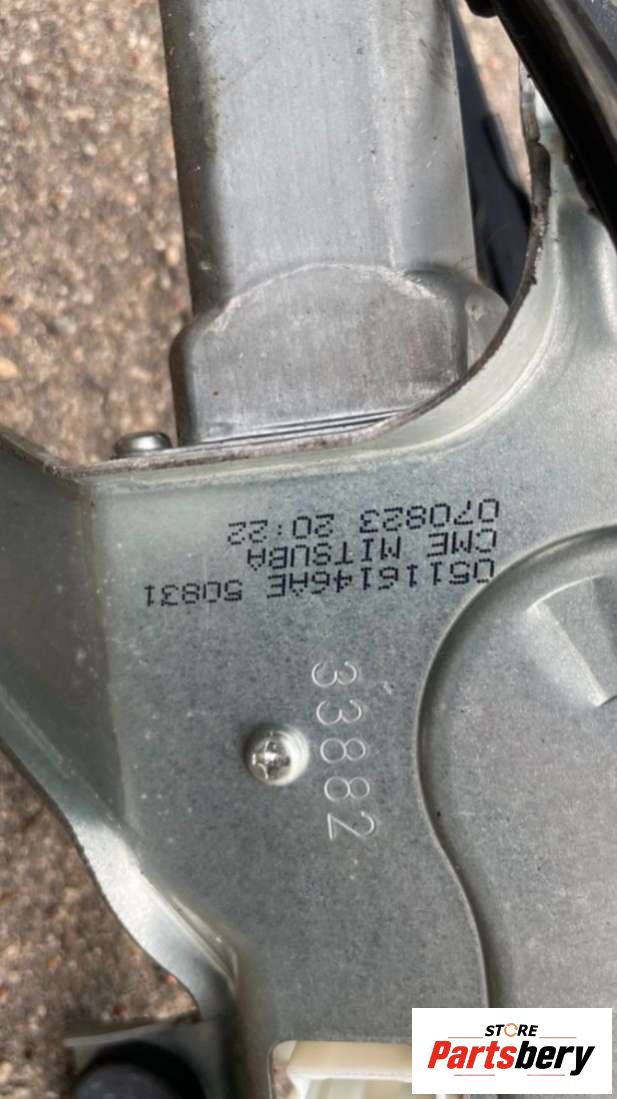 05116146AE 50831
CME MITSUBA
070823 20:22
33882
STORE
Partsbery